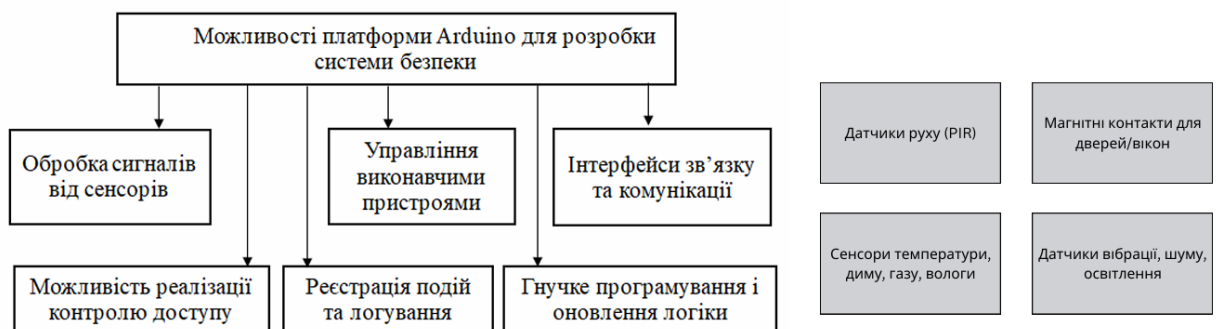 Можливості платформи Arduino для розробки
системи безпеки
Обробка сигналів
від сенсорів
Управління
виконавчими
пристроями
Інтерфейси зв’язку
та комунікації
Можливість реалізації
контролю доступу
Реєстрація подій
та логування
Гнучке програмування і
оновлення логіки
Датчики руху (PIR)
Магнітні контакти для
дверей/вікон
Сенсори температури,
диму, газу, вологи
Датчики вібрації, шуму,
освітлення